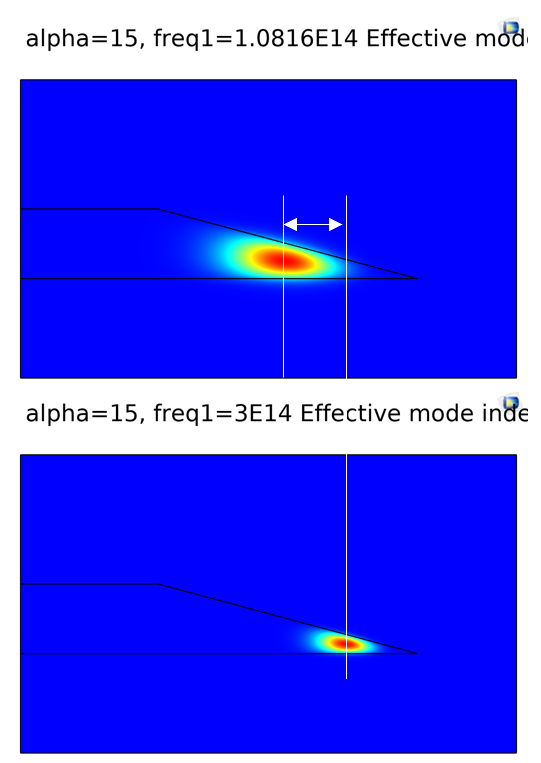 alpha=15, freq1=1.0816E14 Effective mode
alpha=15, freq1=3E14 Effective mode inde